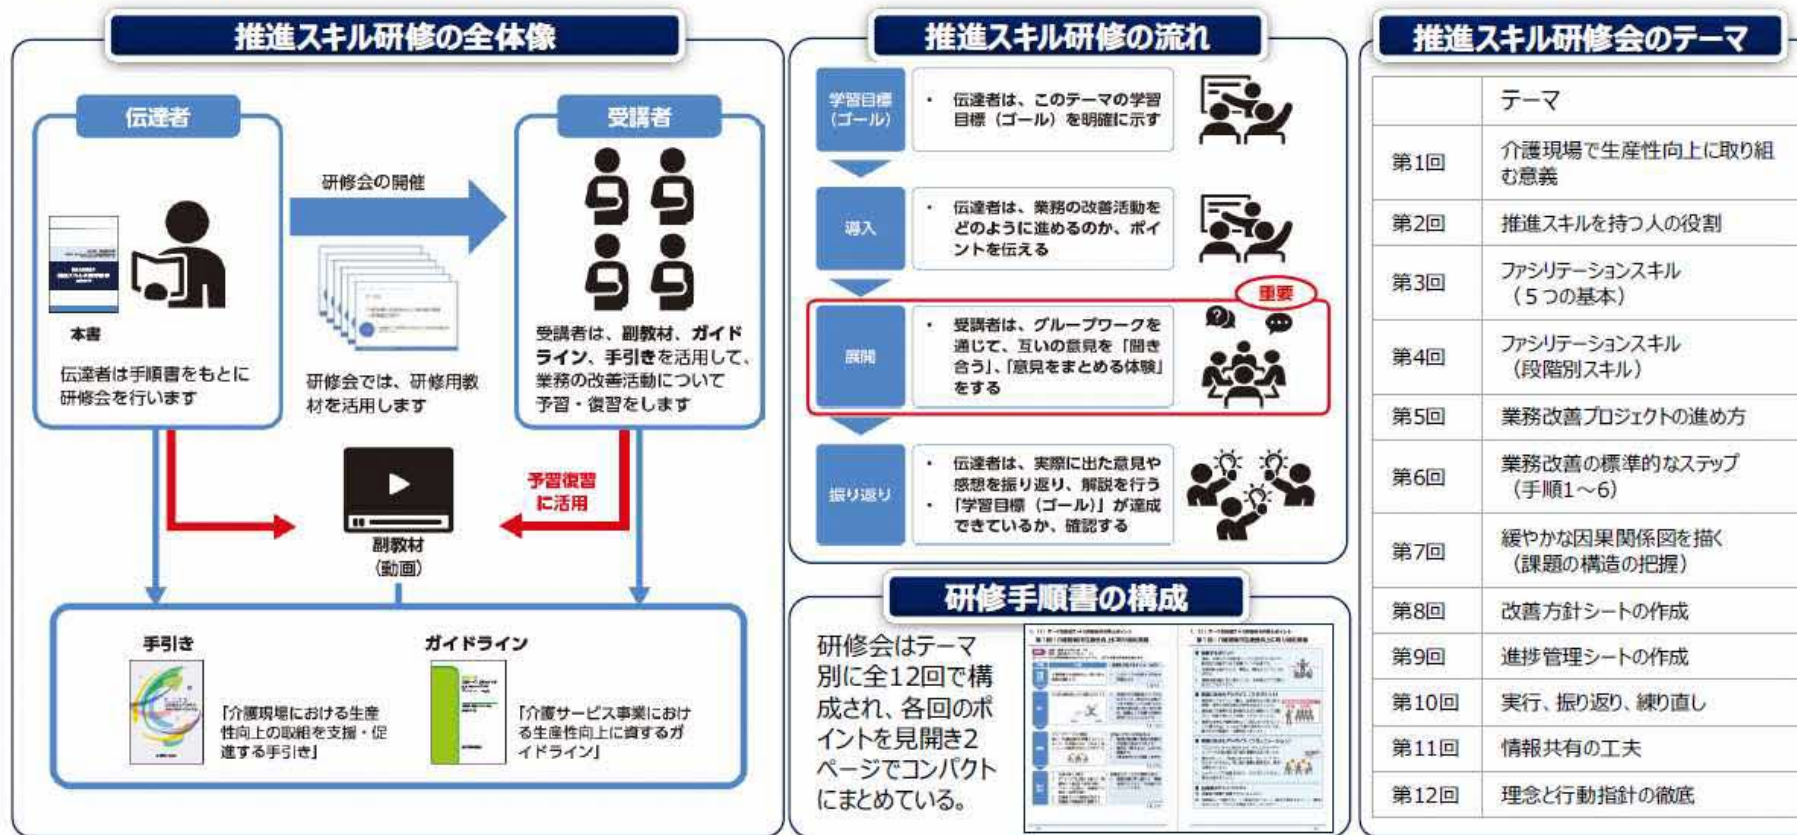 推進スキル研修の全体像
伝達者
本書
伝達者は手順書をもとに
研修会を行います
研修会の開催
研修会では、研修用教
材を活用します
受講者
受講者は、副教材、ガイド
ライン、手引きを活用して、
業務の改善活動について
予習・復習をします
予習復習
に活用
副教材
(動画)
手引き
「介護現場における生産
性向上の取組を支援・促
進する手引き」
ガイドライン
「介護サービス事業におけ
る生産性向上に資するガ
イドライン」
推進スキル研修の流れ
学習目標
(ゴール)
・ 伝達者は、このテーマの学習
目標(ゴール)を明確に示す
導入
・ 伝達者は、業務の改善活動を
どのように進めるのか、ポイ
ントを伝える
重要
展開
・ 受講者は、グループワークを
通じて、互いの意見を「聞き
合う」、「意見をまとめる体験」
をする
振り返り
・ 伝達者は、実際に出た意見や
感想を振り返り、解説を行う
・ 「学習目標(ゴール)」が達成
できているか、確認する
研修手順書の構成
研修会はテーマ
別に全12回で構
成され、各回のポ
イントを見開き2
ページでコンパクト
にまとめている。
推進スキル研修会のテーマ
テーマ
第1回 介護現場で生産性向上に取り組
む意義
第2回 推進スキルを持つ人の役割
第3回 ファシリテーションスキル
(5つの基本)
第4回 ファシリテーションスキル
(段階別スキル)
第5回 業務改善プロジェクトの進め方
第6回 業務改善の標準的なステップ
(手順1～6)
第7回 緩やかな因果関係図を描く
(課題の構造の把握)
第8回 改善方針シートの作成
第9回 進捗管理シートの作成
第10回 実行、振り返り、練り直し
第11回 情報共有の工夫
第12回 理念と行動指針の徹底